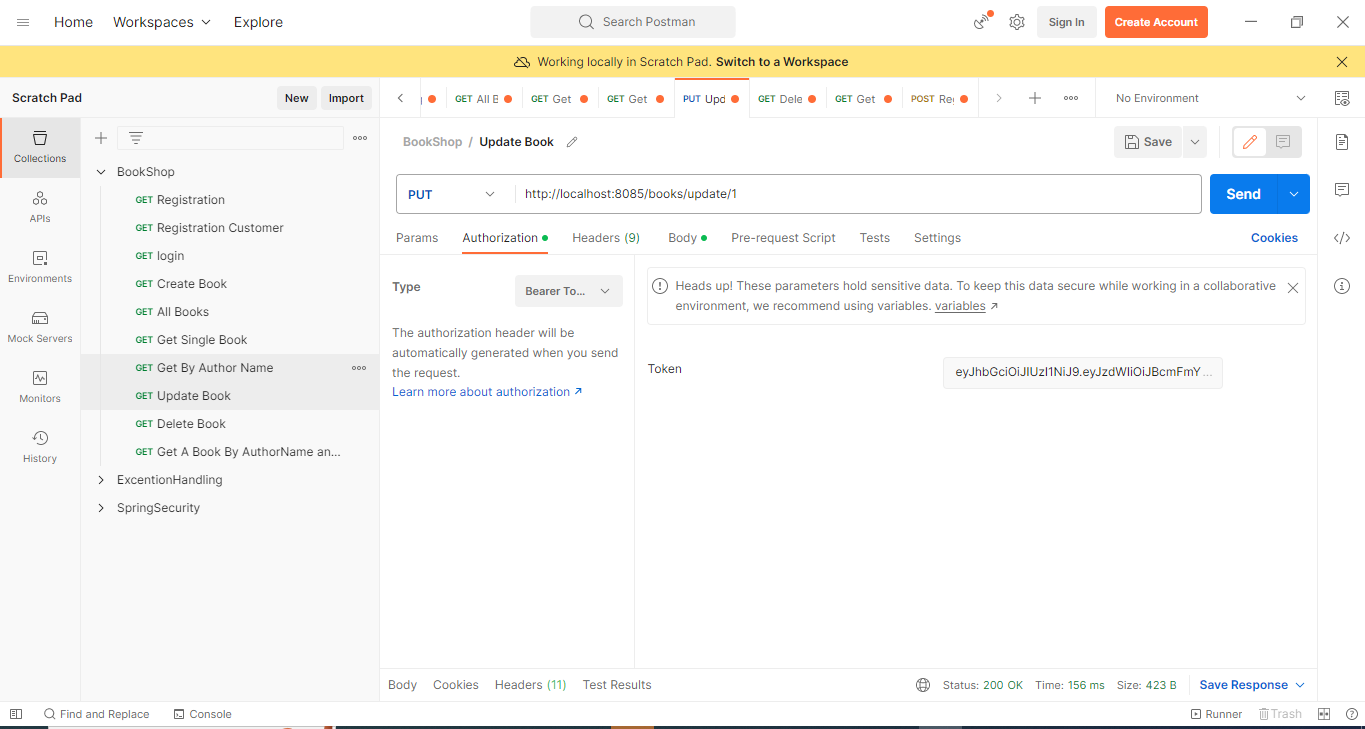 Home Workspaces Explore Search Postman Sign In Create Account
Working locally in Scratch Pad. Switch to a Workspace
Scratch Pad New Import
GET All B GET Get GET Get PUT Upd GET Dele GET Get POST Reg No Environment
Collections
APIs
Environments
Mock Servers
Monitors
History
BookShop
GET Registration
GET Registration Customer
GET login
GET Create Book
GET All Books
GET Get Single Book
GET Get By Author Name
GET Update Book
GET Delete Book
GET Get A Book By AuthorName an...
ExcentionHandling
SpringSecurity
BookShop / Update Book Save
PUT http://localhost:8085/books/update/1 Send
Params Authorization Headers (9) Body Pre-request Script Tests Settings Cookies
Type Bearer To...
The authorization header will be
automatically generated when you send
the request.
Learn more about authorization ↗
Heads up! These parameters hold sensitive data. To keep this data secure while working in a collaborative
environment, we recommend using variables. variables ↗
Token eyJhbGciOiJIUzI1NiJ9.eyJzdWIiOiJBcmFmY...
Body Cookies Headers (11) Test Results Status: 200 OK Time: 156 ms Size: 423 B Save Response
Find and Replace Console Runner Trash